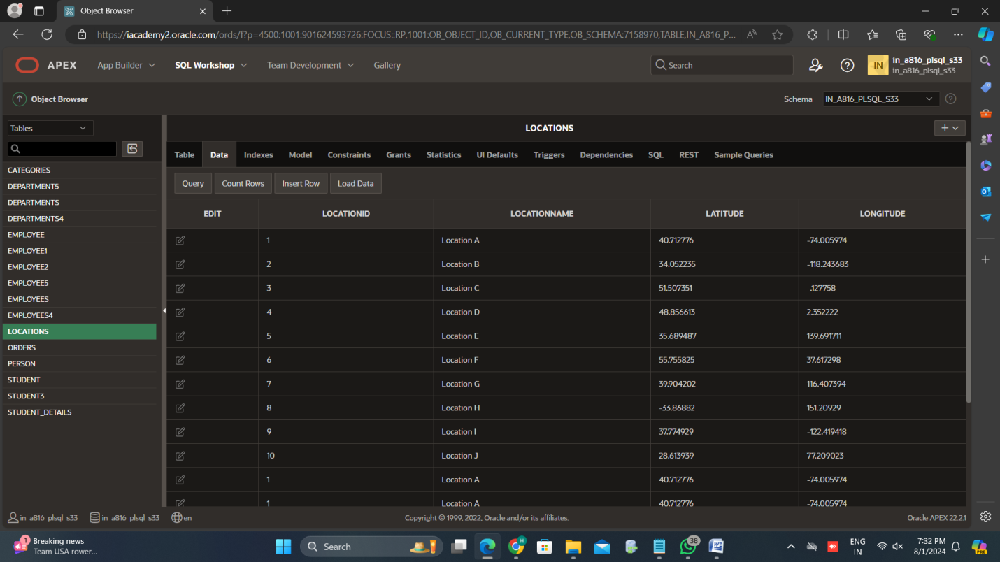 Object Browser
https://iacademy2.oracle.com/ords/f?p=4500:1001:901624593726:FOCUS::RP,1001:OB_OBJECT_ID,OB_CURRENT_TYPE,OB_SCHEMA:7158970,TABLE,IN_A816_P...
APEX App Builder SQL Workshop Team Development Gallery Search IN in_a816_plsql_s33
in_a816_plsql_s33
Object Browser Schema IN_A816_PLSQL_S33
Tables LOCATIONS
Table Data Indexes Model Constraints Grants Statistics UI Defaults Triggers Dependencies SQL REST Sample Queries
Query Count Rows Insert Row Load Data
CATEGORIES
DEPARTMENT5
DEPARTMENTS
DEPARTMENTS4
EMPLOYEE
EMPLOYEE1
EMPLOYEE2
EMPLOYEE5
EMPLOYEES
EMPLOYEES4
LOCATIONS
ORDERS
PERSON
STUDENT
STUDENT3
STUDENT_DETAILS
EDIT LOCATIONID LOCATIONNAME LATITUDE LONGITUDE
1 Location A 40.712776 -74.005974
2 Location B 34.052235 -118.243683
3 Location C 51.507351 -.127758
4 Location D 48.856613 2.352222
5 Location E 35.689487 139.691711
6 Location F 55.755825 37.617298
7 Location G 39.904202 116.407394
8 Location H -33.86882 151.20929
9 Location I 37.774929 -122.419418
10 Location J 28.613939 77.209023
1 Location A 40.712776 -74.005974
1 Location A 40.712776 -74.005974
in_a816_plsql_s33 in_a816_plsql_s33 en Copyright © 1999, 2022, Oracle and/or its affiliates. Oracle APEX 22.2.1
1 Breaking news
Team USA rower...
Search
H
38
PRE
ENG
IN
7:32 PM
8/1/2024